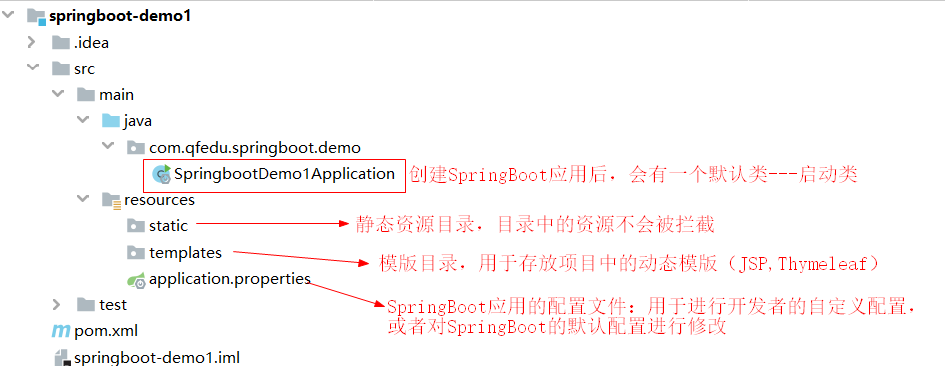 springboot-demo1
.idea
src
main
java
com.qfedu.springboot.demo
SpringbootDemo1Application 创建SpringBoot应用后，会有一个默认类---启动类
resources
static 静态资源目录，目录中的资源不会被拦截
templates 模版目录，用于存放项目中的动态模版（JSP,Thymeleaf）
application.properties
SpringBoot应用的配置文件：用于进行开发者的自定义配置，
test 或者对SpringBoot的默认配置进行修改
pom.xml
springboot-demo1.iml